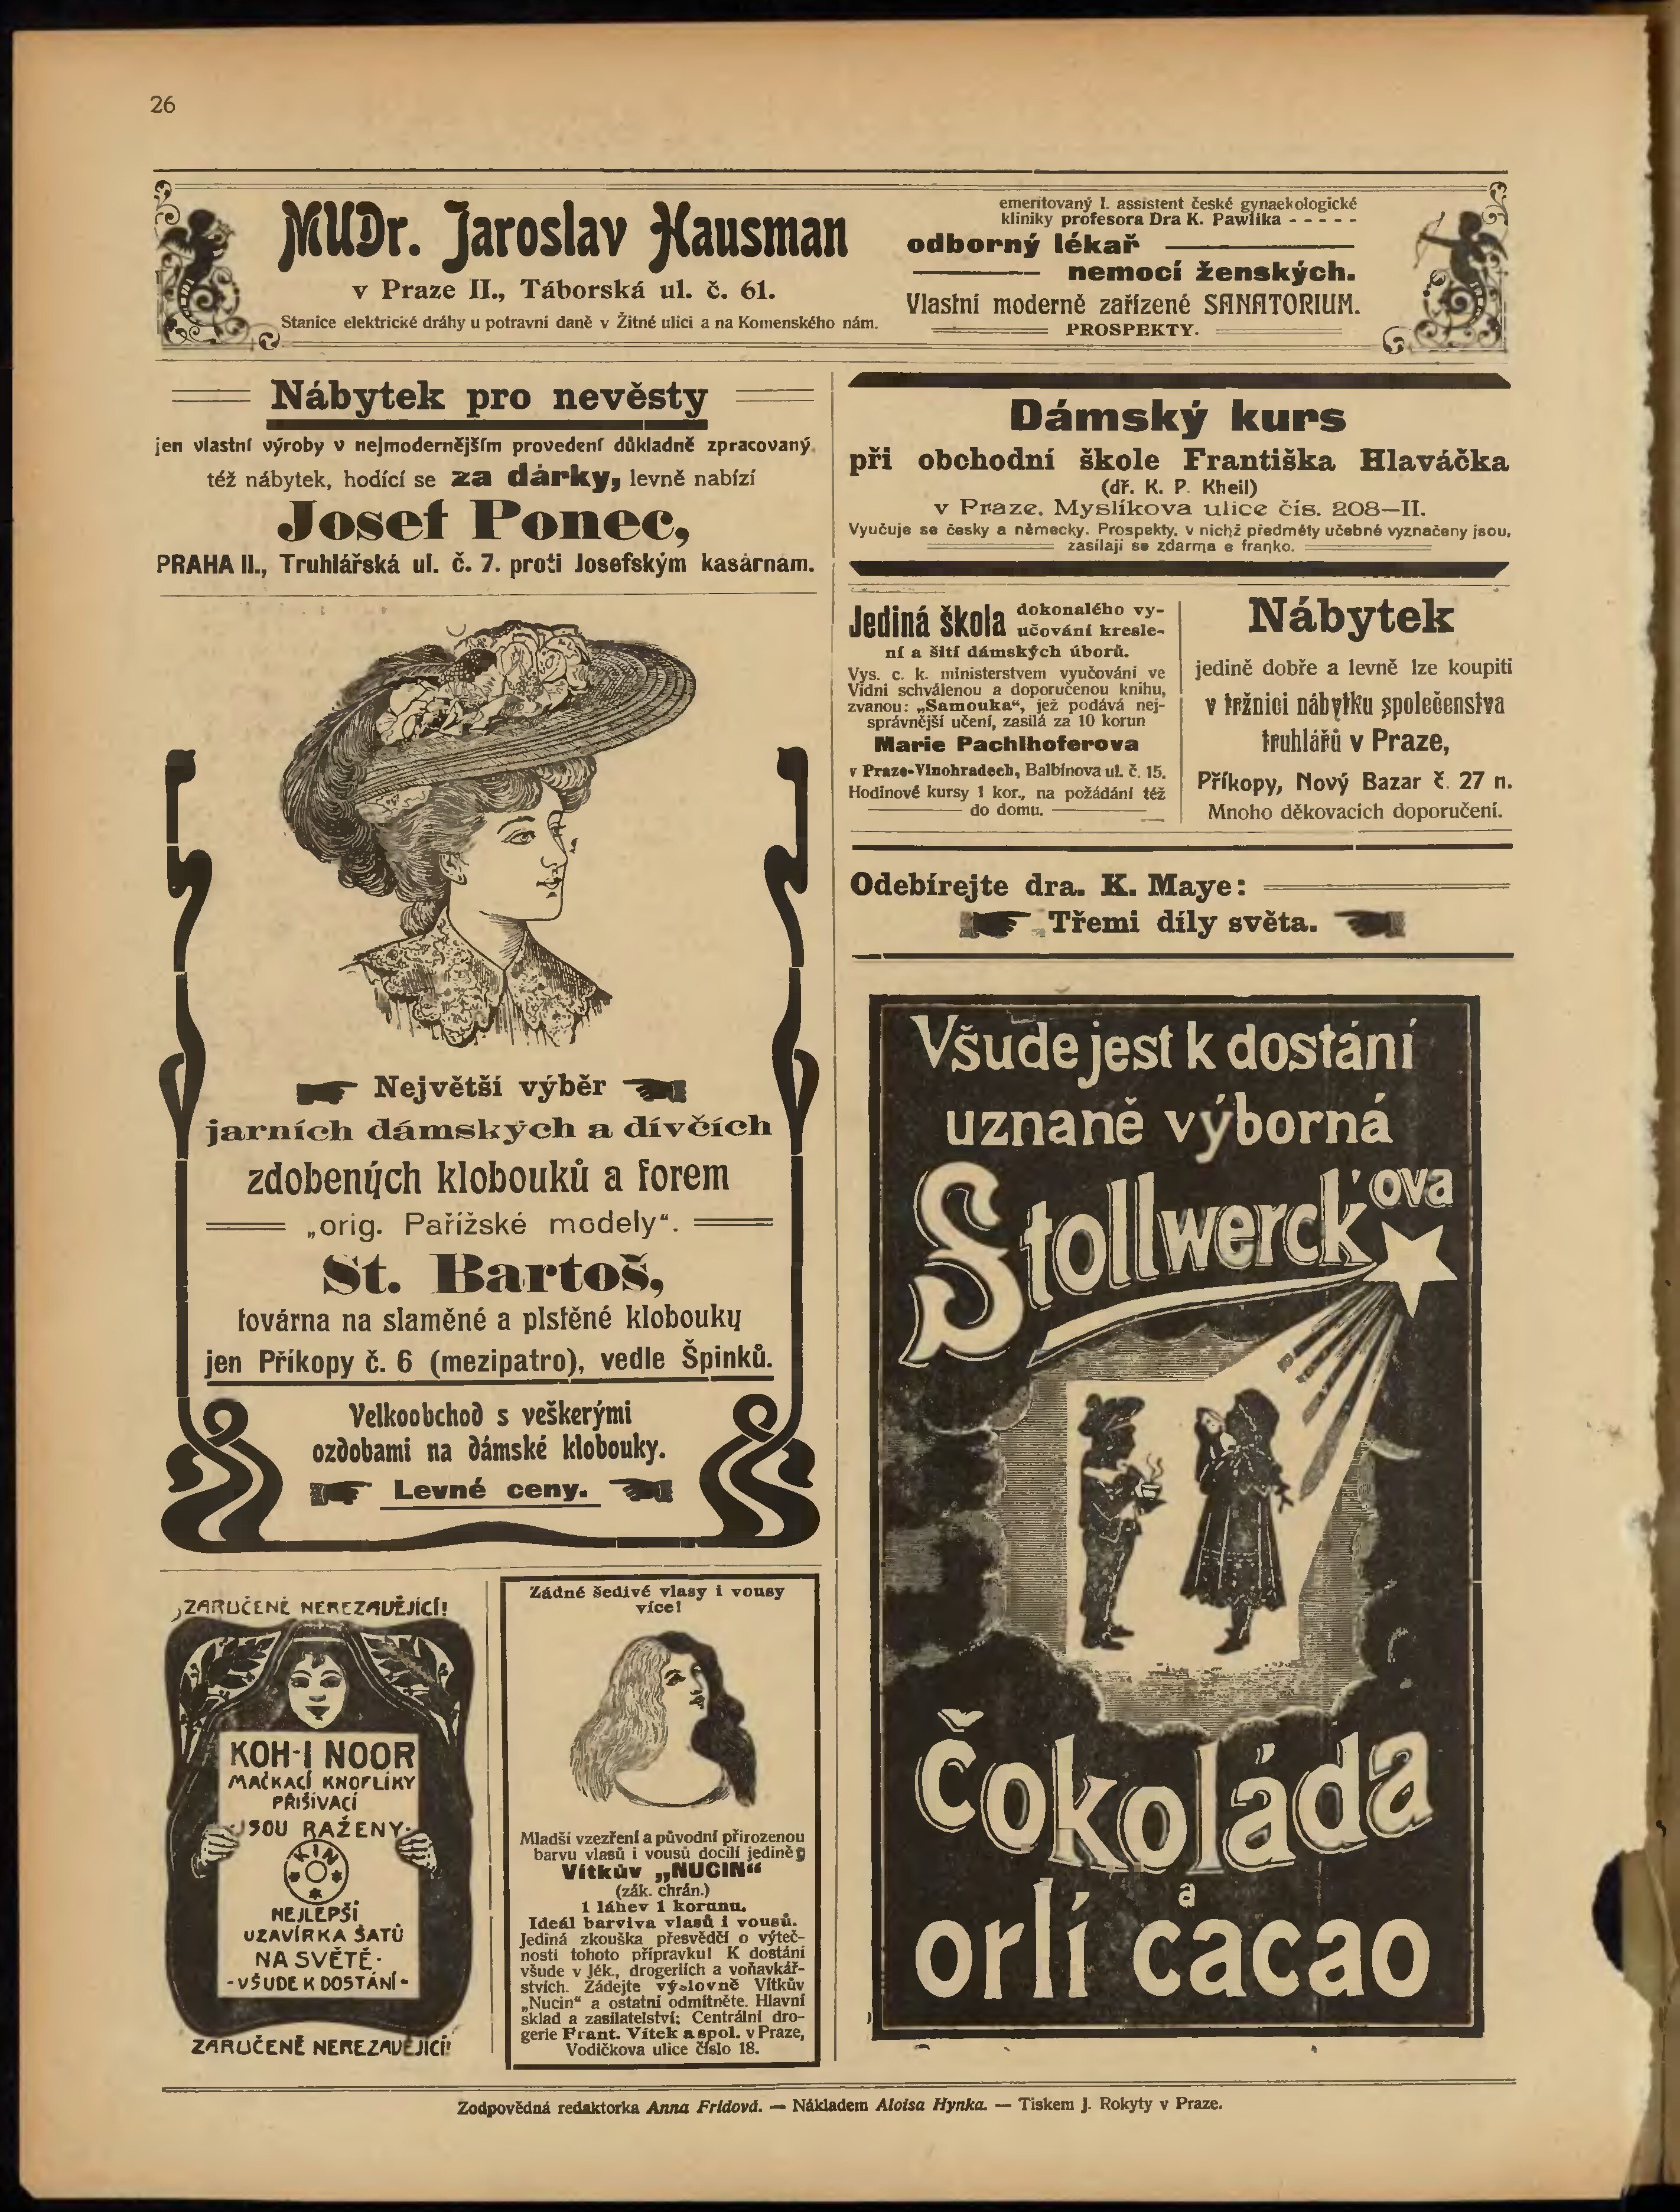 26
MUDr. Jaroslav Hausman
v Praze II., Táborská ul. č. 61.
Stanice elektrické dráhy u potravní daně v Žitné ulici a na Komenského nám.
emeritovaný I. assistent české gynaekologické
kliniky profesora Dra K. Pawlika - - - - -
odborný lékař
nemocí ženských.
Vlastní moderně zařízené SANATORIUM.
PROSPEKTY.
Nábytek pro nevěsty
jen vlastní výroby v nejmodernějším provedení důkladně zpracovaný
též nábytek, hodící se za dárky, levně nabízí
Josef Ponec,
PRAHA II., Truhlářská ul. č. 7. proti Josefským kasárnám.
Největší výběr
jarních dámských a dívčích
zdobených klobouků a forem
„orig. Pařížské modely“.
St. Bartoš,
továrna na slaměné a plstěné klobouky
jen Příkopy č. 6 (mezipatro), vedle Špinků.
Velkoobchod s veškerými
ozdobami na dámské klobouky.
Levné ceny.
ZARUČENĚ NEREZAVĚJÍCÍ!
KOH-I NOOR
MAČKACÍ KNOFLÍKY
PŘIŠIVACÍ
JSOU RAŽENY
KIN
NEJLEPŠÍ
UZAVÍRKA ŠATŮ
NA SVĚTĚ·
-VŠUDE K DOSTÁNÍ-
ZARUČENĚ NEREZAVĚJÍCÍ!
Žádné šedivé vlasy i vousy
více!
Mladší vzezření a původní přirozenou
barvu vlasů i vousů docílí jedině
Vítkův „NUCIN“
(zák. chrán.)
1 láhev 1 korunu.
Ideál barviva vlasů i vousů.
Jediná zkouška přesvědčí o výteč-
nosti tohoto přípravku! K dostání
všude v lék., drogeriích a voňavkář-
stvích. Žádejte výslovně Vítkův
„Nucin“ a ostatní odmítněte. Hlavní
sklad a zasílatelství: Centrální dro-
gerie Frant. Vítek a spol. v Praze,
Vodičkova ulice číslo 18.
Dámský kurs
při obchodní škole Františka Hlaváčka
(dř. K. P. Kheil)
v Praze, Myslíkova ulice čís. 208—II.
Vyučuje se česky a německy. Prospekty, v nichž předměty učebné vyznačeny jsou,
zasílají se zdarma e franko.
Jediná škola dokonalého vy-
učování kresle-
ní a šití dámských úborů.
Vys. c. k. ministerstvem vyučování ve
Vídni schválenou a doporučenou knihu,
zvanou: „Samouka“, jež podává nej-
správnější učení, zasílá za 10 korun
Marie Pachlhoferova
v Praze-Vinohradech, Balbínova ul. č. 15.
Hodinové kursy 1 kor., na požádání též
do domu.
Nábytek
jedině dobře a levně lze koupiti
v tržnici nábytku společenstva
truhlářů v Praze,
Příkopy, Nový Bazar č. 27 n.
Mnoho děkovacích doporučení.
Odebírejte dra. K. Maye:
Třemi díly světa.
Všude jest k dostání
uznaně výborná
Stollwerck'ova
Čokoláda
a
orlí cacao
Zodpovědná redaktorka Anna Frídová. — Nákladem Aloisa Hynka. — Tiskem J. Rokyty v Praze.